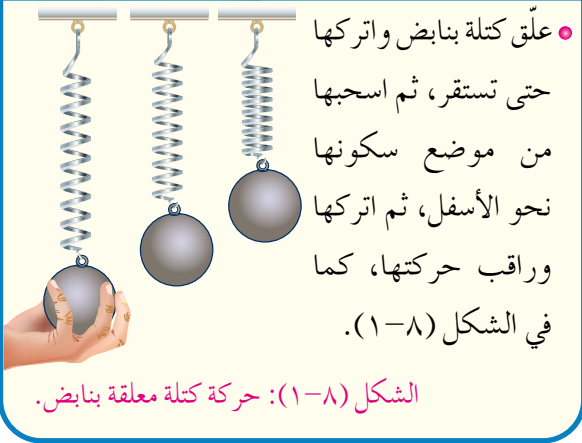 علّق كتلة بنابض واتركها
حتى تستقر، ثم اسحبها
من موضع سكونها
نحو الأسفل، ثم اتركها
وراقب حركتها، كما
في الشكل (٨-١).
الشكل (٨-١): حركة كتلة معلقة بنابض.